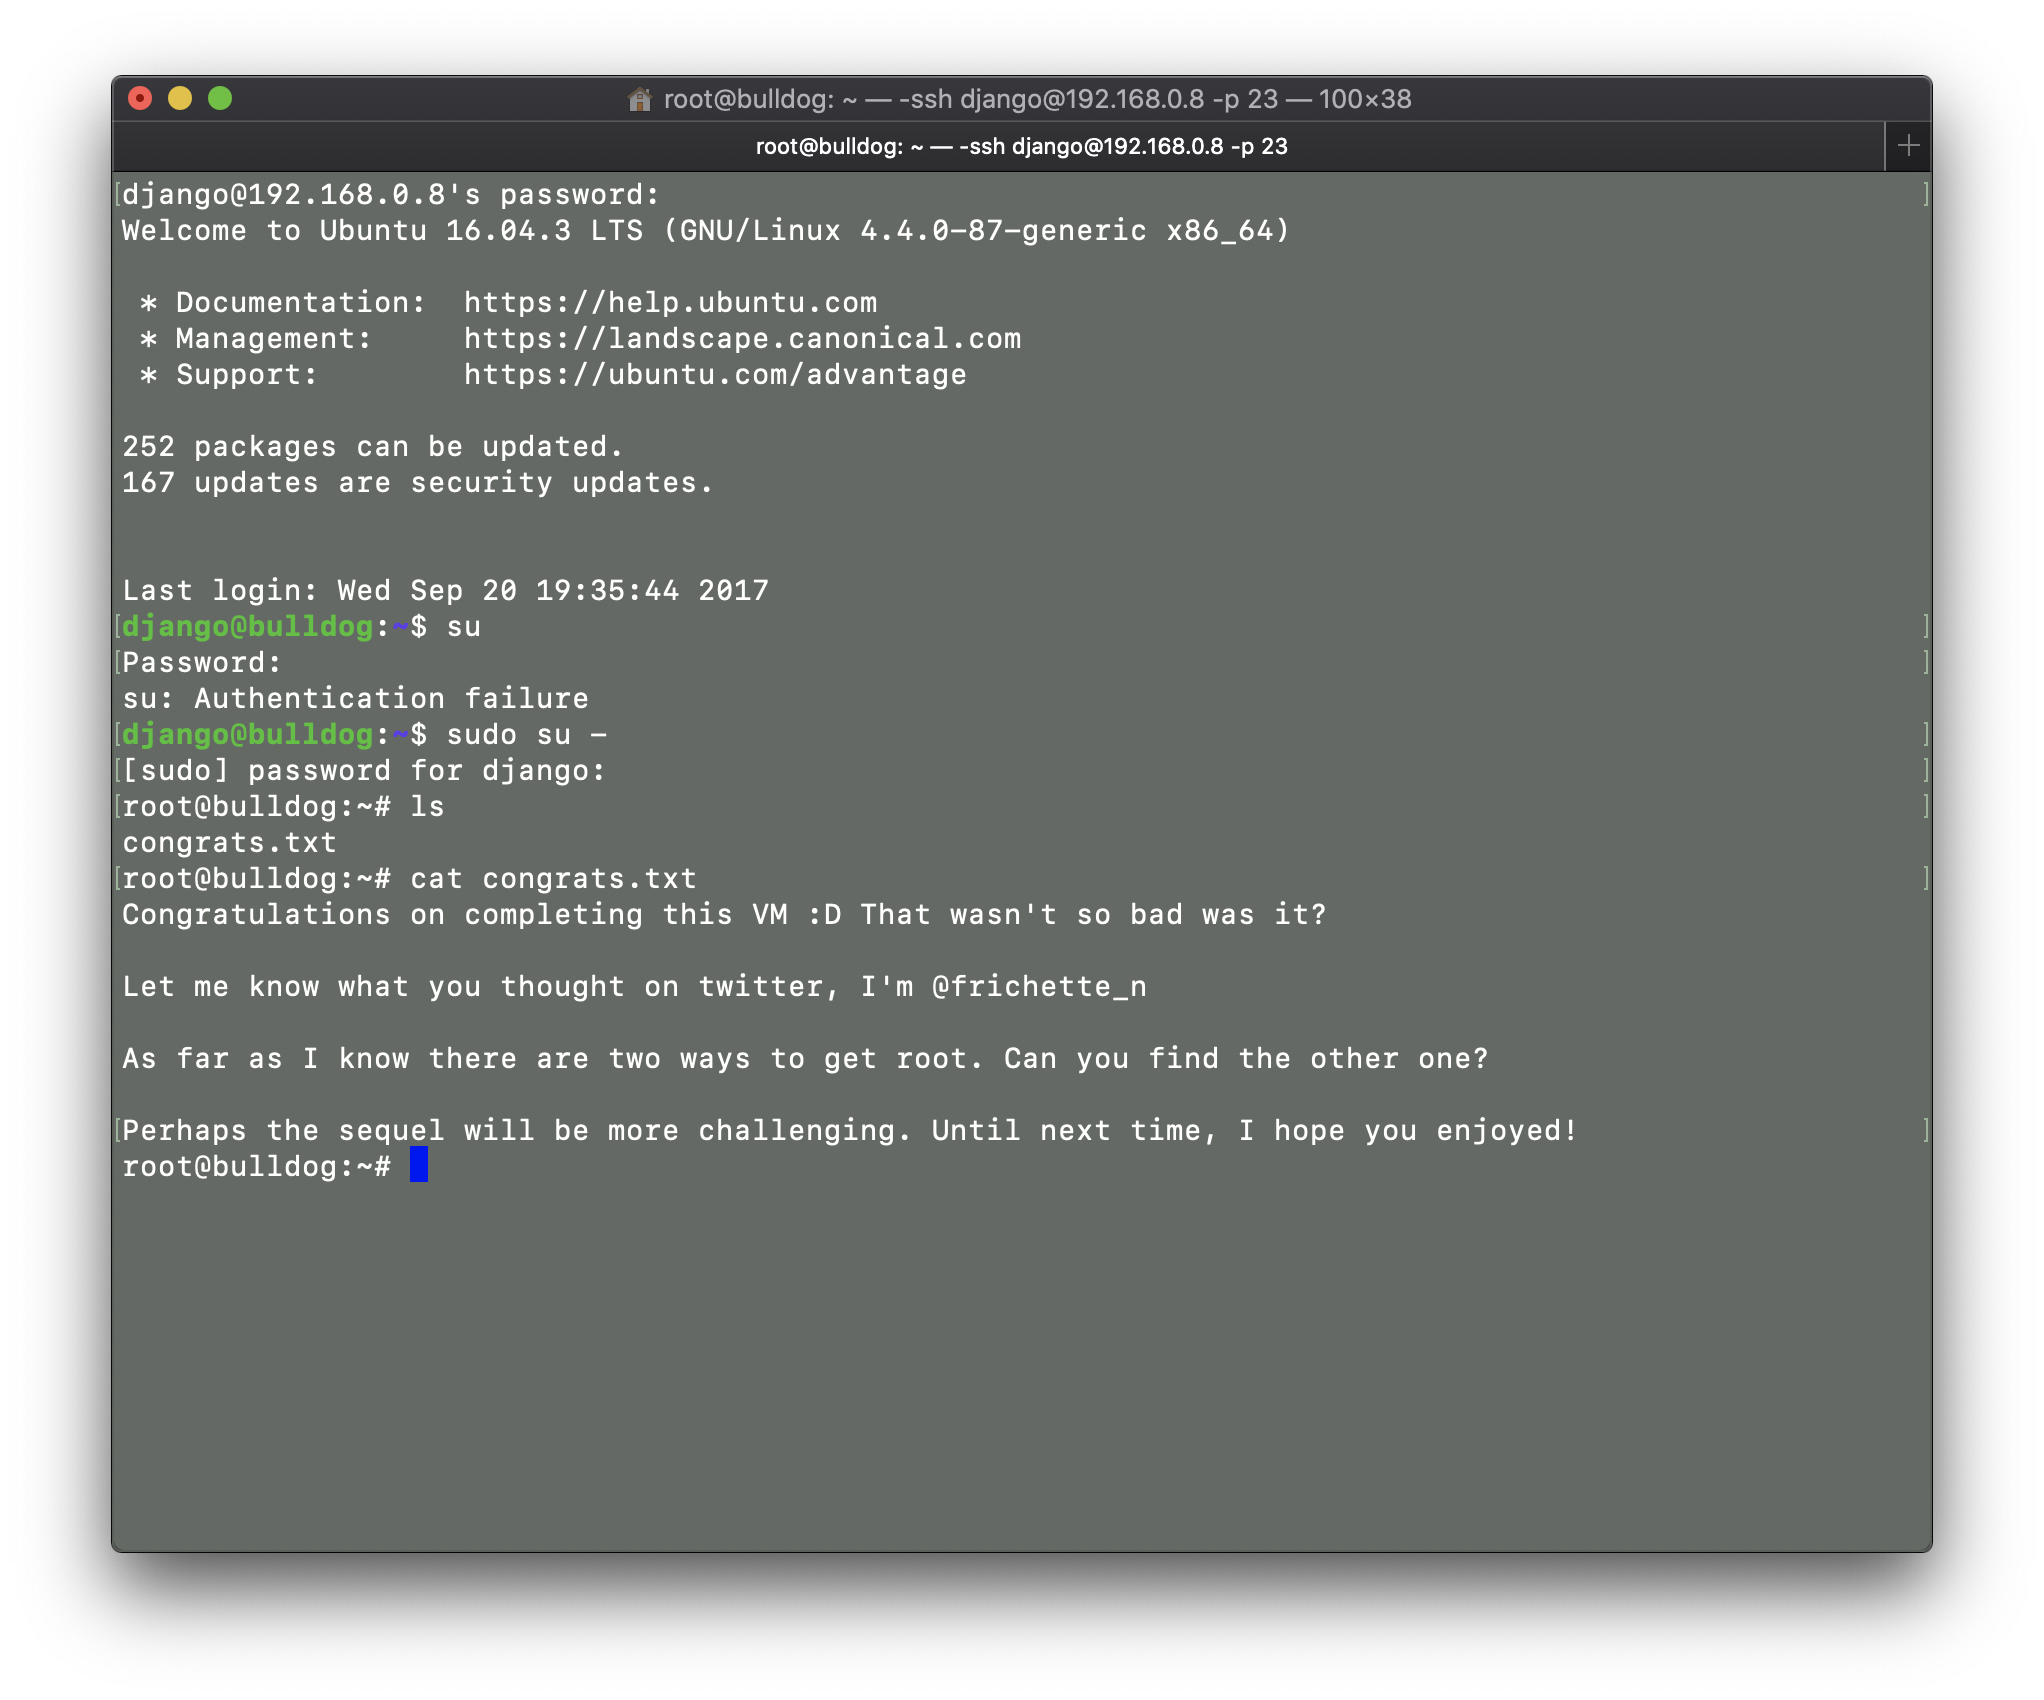 root@bulldog: ~ — -ssh django@192.168.0.8 -p 23 — 100×38
root@bulldog: ~ — -ssh django@192.168.0.8 -p 23
django@192.168.0.8's password:
Welcome to Ubuntu 16.04.3 LTS (GNU/Linux 4.4.0-87-generic x86_64)
* Documentation:  https://help.ubuntu.com
* Management:     https://landscape.canonical.com
* Support:        https://ubuntu.com/advantage
252 packages can be updated.
167 updates are security updates.
Last login: Wed Sep 20 19:35:44 2017
django@bulldog:~$ su
Password:
su: Authentication failure
django@bulldog:~$ sudo su -
[sudo] password for django:
root@bulldog:~# ls
congrats.txt
root@bulldog:~# cat congrats.txt
Congratulations on completing this VM :D That wasn't so bad was it?
Let me know what you thought on twitter, I'm @frichette_n
As far as I know there are two ways to get root. Can you find the other one?
Perhaps the sequel will be more challenging. Until next time, I hope you enjoyed!
root@bulldog:~#